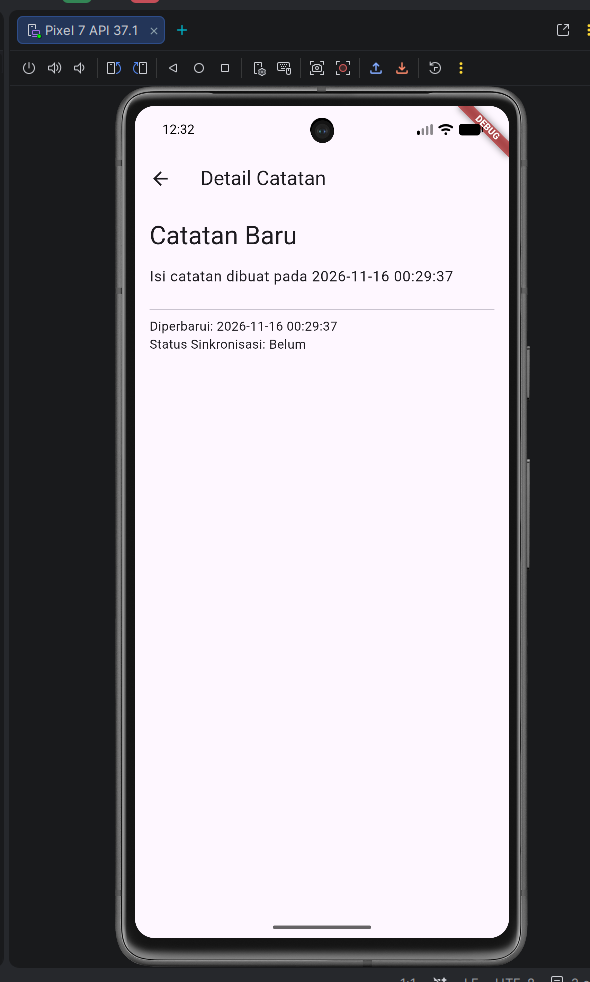 Pixel 7 API 37.1
12:32
DEBUG
Detail Catatan
Catatan Baru
Isi catatan dibuat pada 2026-11-16 00:29:37
Diperbarui: 2026-11-16 00:29:37
Status Sinkronisasi: Belum